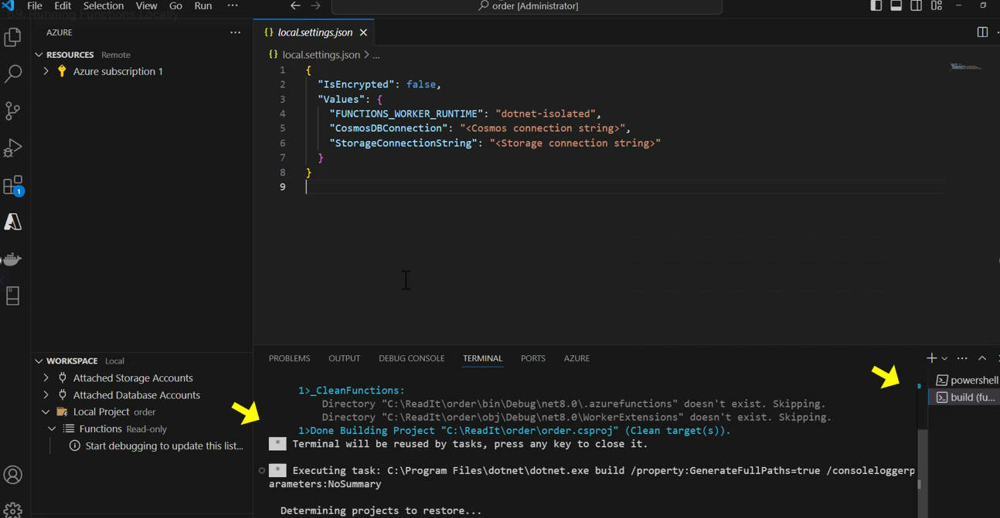 File Edit Selection View Go Run ···
order [Administrator]
89. Running Functions Locally
AZURE
RESOURCES Remote
Azure subscription 1
local.settings.json
local.settings.json > ...
1 {
2 "IsEncrypted": false,
3 "Values": {
4 "FUNCTIONS_WORKER_RUNTIME": "dotnet-isolated",
5 "CosmosDBConnection": "<Cosmos connection string>",
6 "StorageConnectionString": "<Storage connection string>"
7 }
8 }
9
1
WORKSPACE Local
Attached Storage Accounts
Attached Database Accounts
Local Project order
Functions Read-only
Start debugging to update this list...
PROBLEMS OUTPUT DEBUG CONSOLE TERMINAL PORTS AZURE
1>_CleanFunctions:
Directory "C:\ReadIt\order\bin\Debug\net8.0\.azurefunctions" doesn't exist. Skipping.
Directory "C:\ReadIt\order\obj\Debug\net8.0\WorkerExtensions" doesn't exist. Skipping.
1>Done Building Project "C:\ReadIt\order\order.csproj" (Clean target(s)).
* Terminal will be reused by tasks, press any key to close it.
* Executing task: C:\Program Files\dotnet\dotnet.exe build /property:GenerateFullPaths=true /consoleloggerp
arameters:NoSummary
Determining projects to restore...
powershell
build (fu...